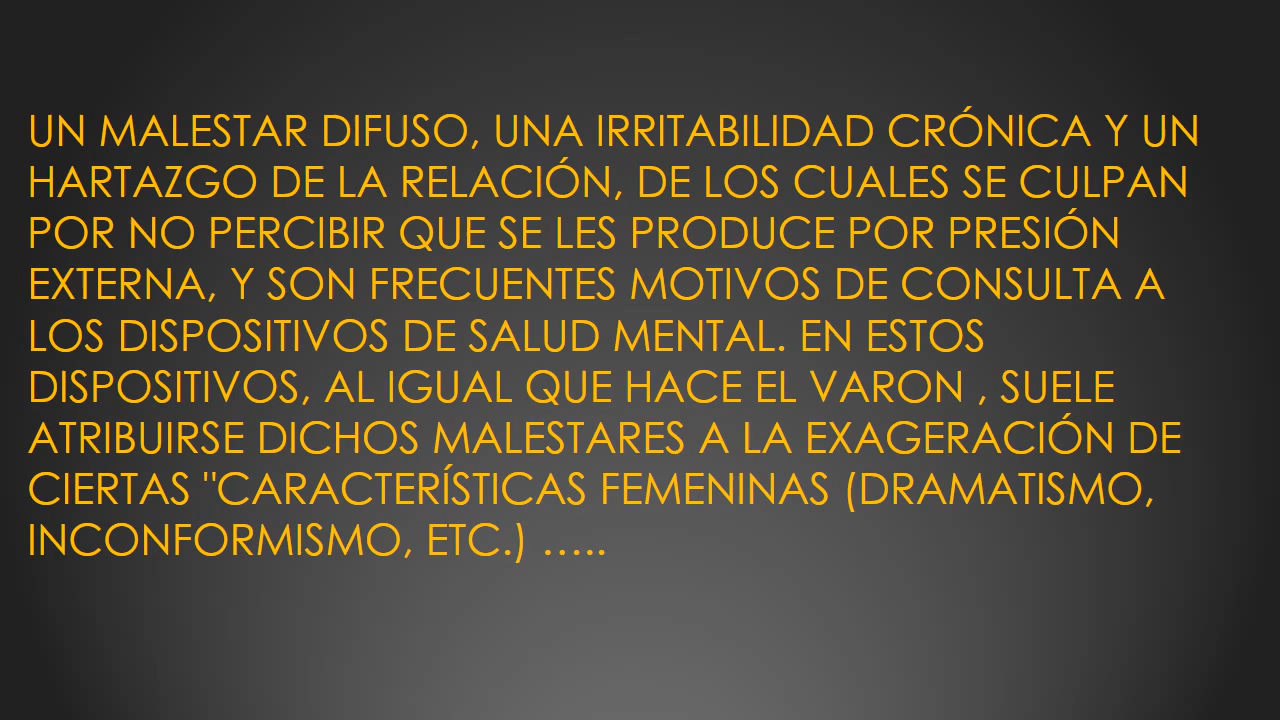 UN MALESTAR DIFUSO, UNA IRRITABILIDAD CRÓNICA Y UN
HARTAZGO DE LA RELACIÓN, DE LOS CUALES SE CULPAN
POR NO PERCIBIR QUE SE LES PRODUCE POR PRESIÓN
EXTERNA, Y SON FRECUENTES MOTIVOS DE CONSULTA A
LOS DISPOSITIVOS DE SALUD MENTAL. EN ESTOS
DISPOSITIVOS, AL IGUAL QUE HACE EL VARON , SUELE
ATRIBUIRSE DICHOS MALESTARES A LA EXAGERACIÓN DE
CIERTAS "CARACTERÍSTICAS FEMENINAS (DRAMATISMO,
INCONFORMISMO, ETC.) …..